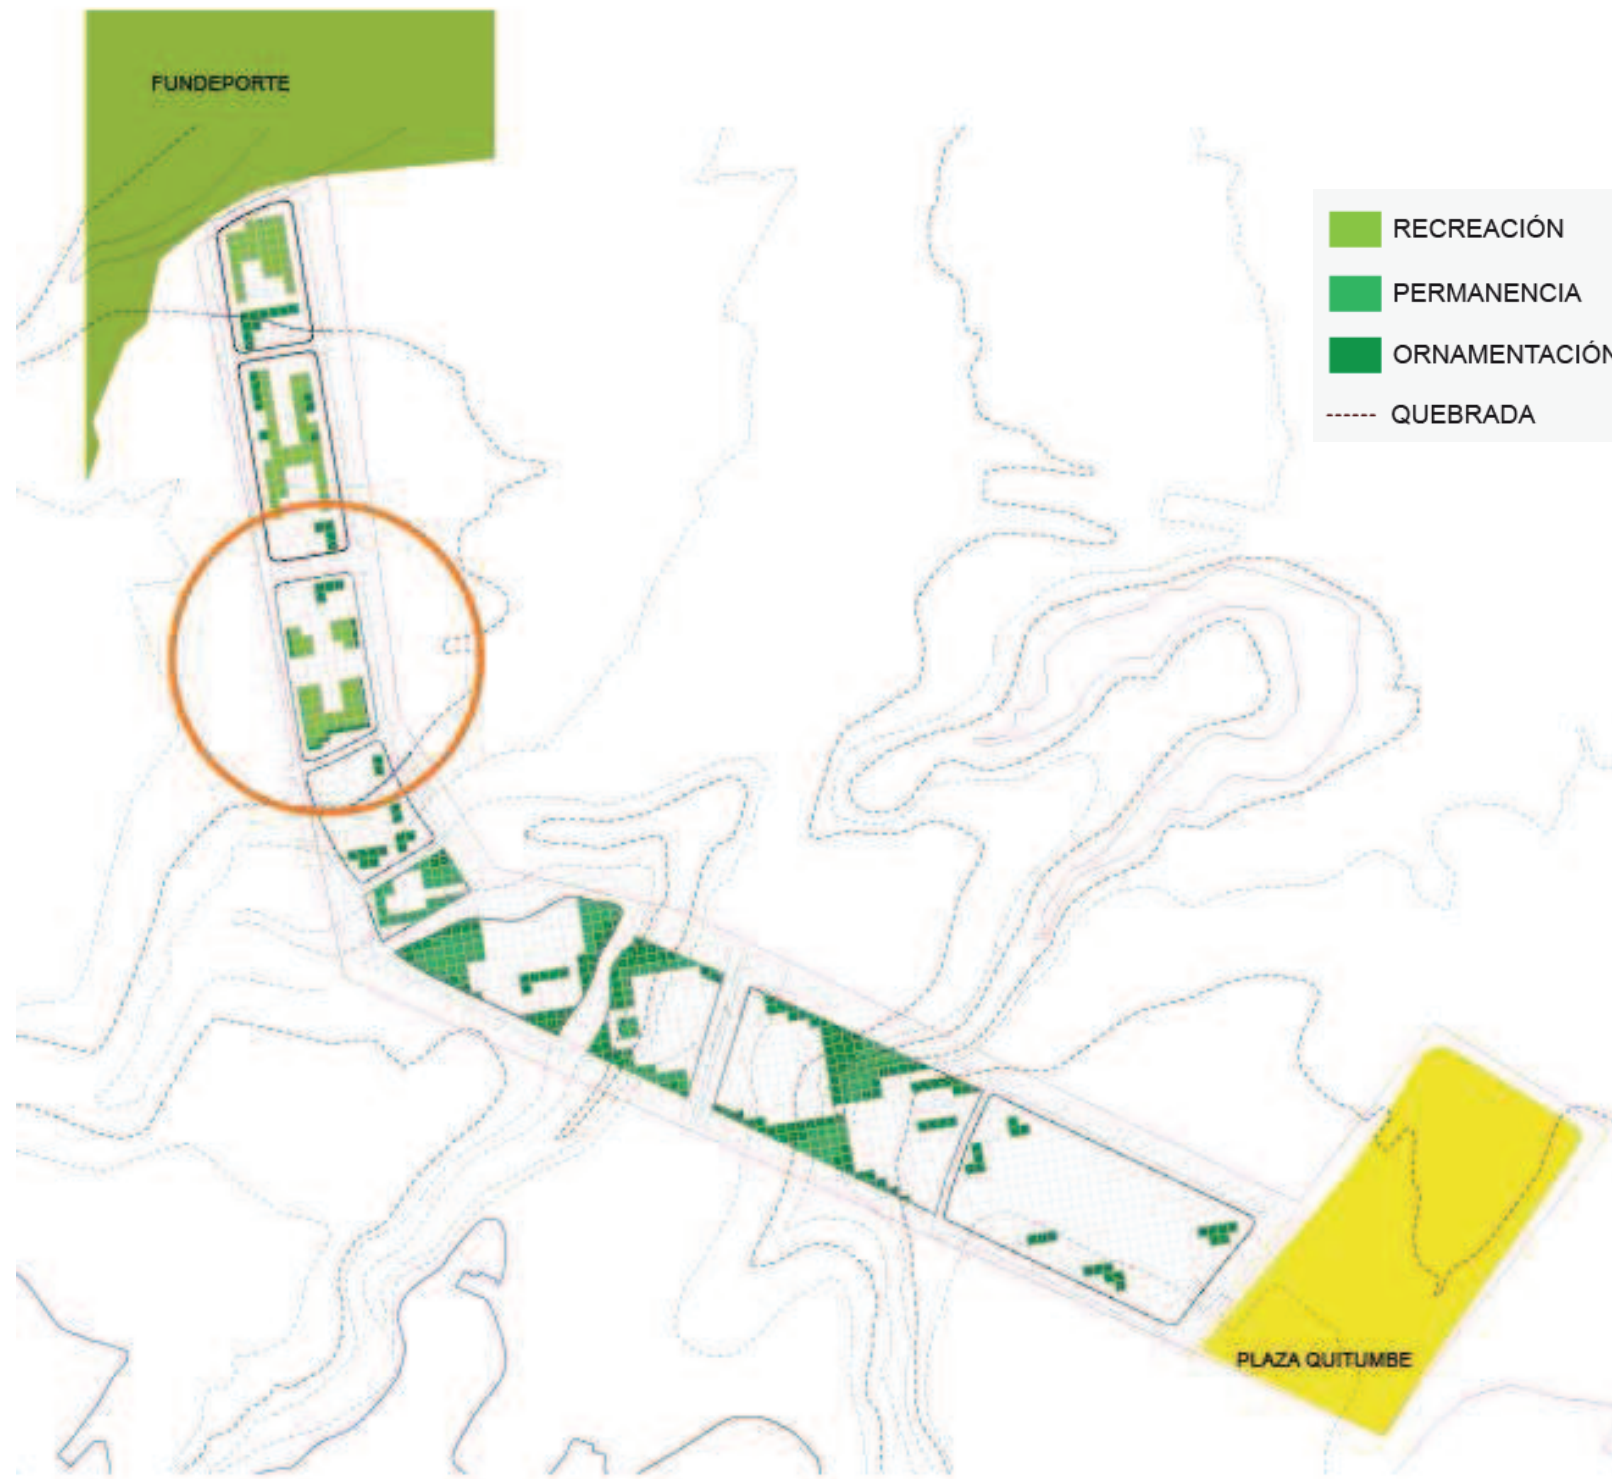 FUNDEPORTE
RECREACIÓN
PERMANENCIA
ORNAMENTACIÓN
QUEBRADA
PLAZA QUITUMBE